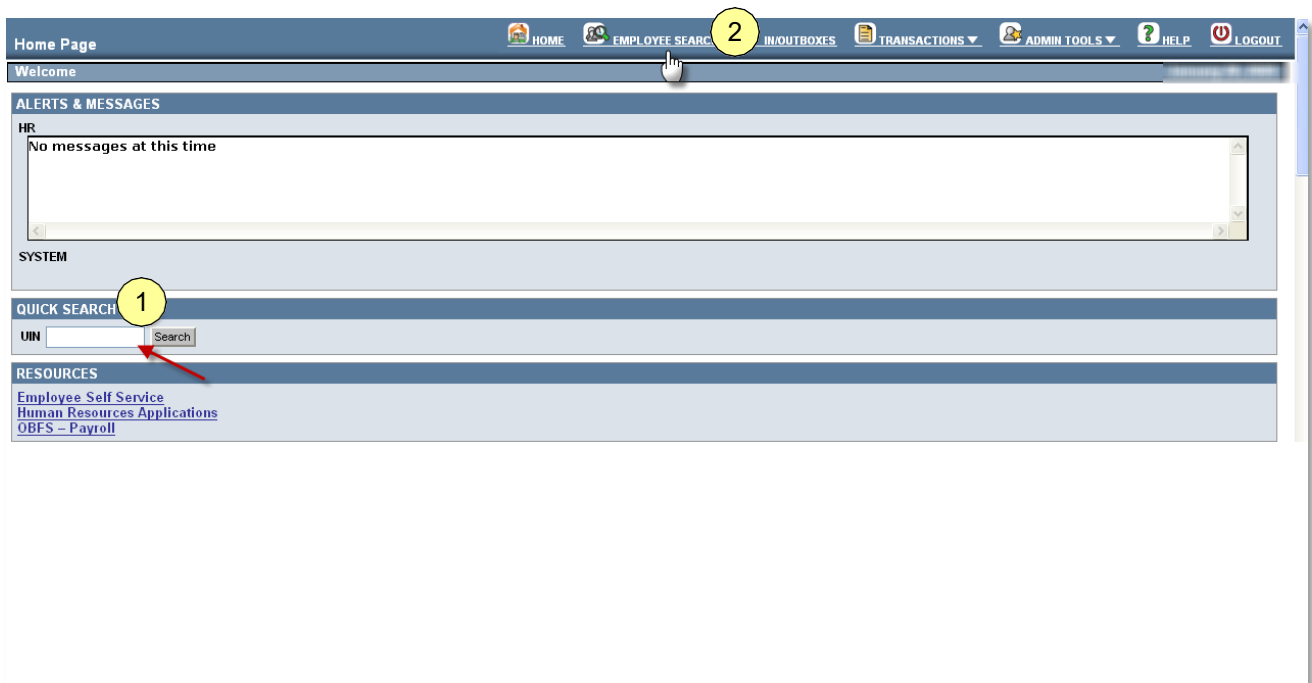 Home Page
HOME
EMPLOYEE SEARC
2
IN/OUTBOXES
TRANSACTIONS
ADMIN TOOLS
HELP
LOGOUT
Welcome
ALERTS & MESSAGES
HR
No messages at this time
SYSTEM
QUICK SEARCH
1
UIN
Search
RESOURCES
Employee Self Service
Human Resources Applications
OBFS – Payroll